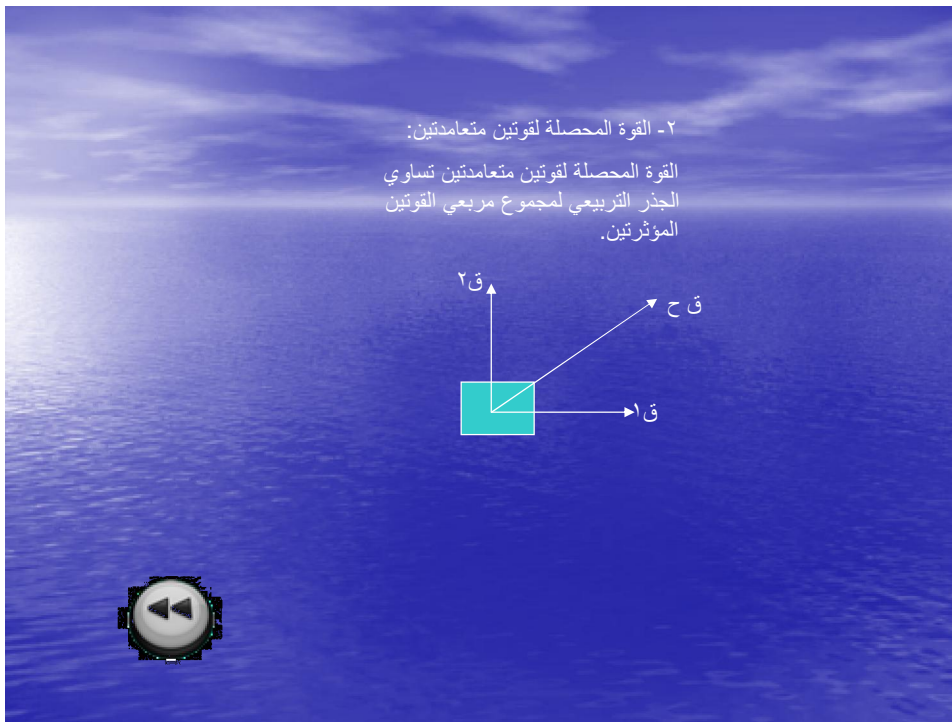 ٢- القوة المحصلة لقوتين متعامدتين:
القوة المحصلة لقوتين متعامدتين تساوي
الجذر التربيعي لمجموع مربعي القوتين
المؤثرتين.
ق٢
ق ح
ق١